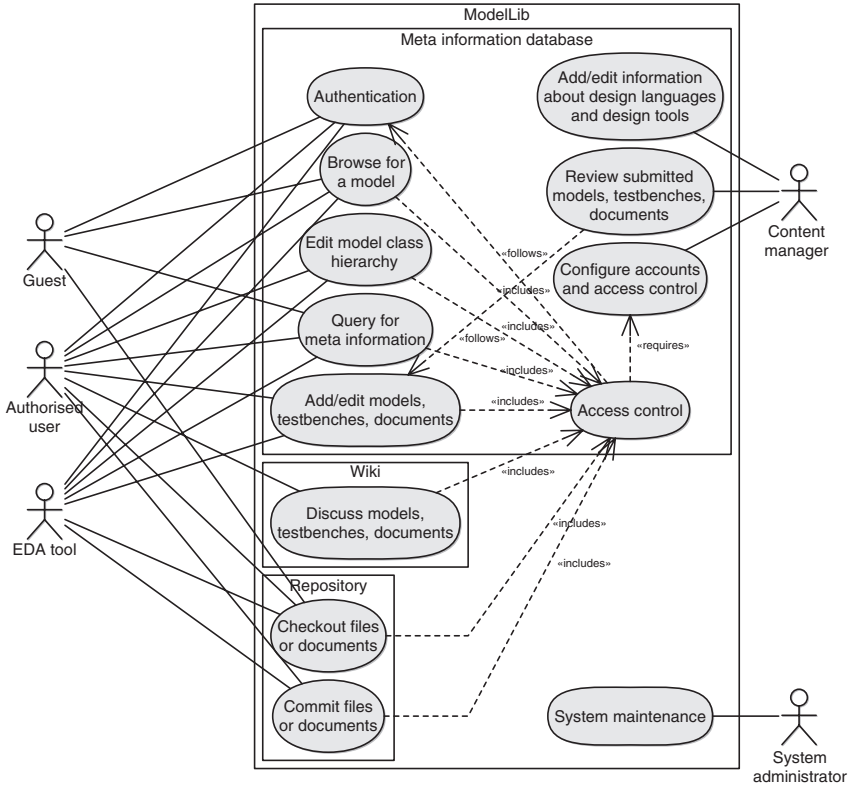 ModelLib
Meta information database
Authentication
Add/edit information
about design languages
and design tools
Browse for
a model
Review submitted
models, testbenches,
documents
Content
manager
Guest
Edit model class
hierarchy
«follows»
Configure accounts
and access control
«includes»
Query for
meta information
«includes»
«follows»
«requires»
«includes»
Authorised
user
Add/edit models,
testbenches, documents
«includes»
Access control
Wiki
«includes»
Discuss models,
testbenches, documents
EDA tool
«includes»
«includes»
Repository
Checkout files
or documents
Commit files
or documents
System maintenance
System
administrator